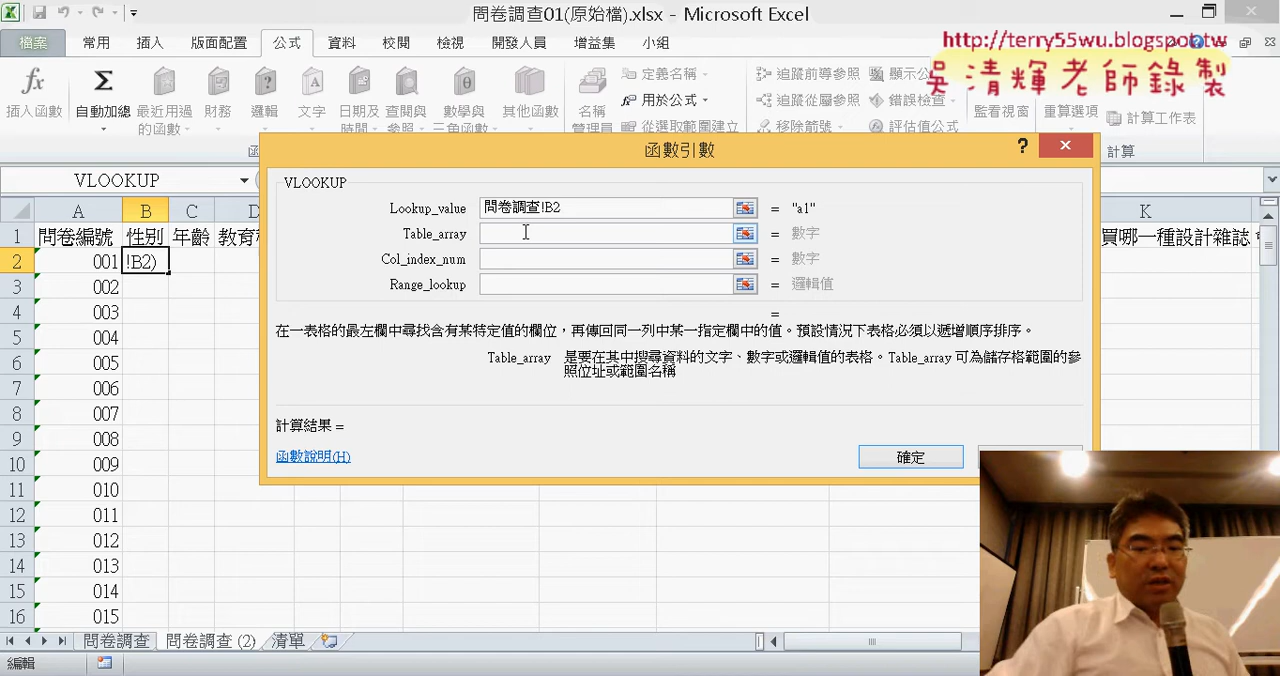 問卷調查01(原始檔).xlsx - Microsoft Excel
檔案 常用 插入 版面配置 公式 資料 校閱 檢視 開發人員 增益集 小組
http://terry55wu.blogspot.tw
吳清輝老師錄製
fx Σ A θ
插入函數 自動加總 最近用過的函數 財務 邏輯 文字 日期及時間 查閱與參照 數學與三角函數 其他函數
名稱管理員 定義名稱 用於公式 從選取範圍建立
追蹤前導參照 追蹤從屬參照 移除箭號
錯誤檢查 評估值公式 監看視窗
計算選項 計算工作表
計算
VLOOKUP
函數引數 ?
VLOOKUP
Lookup_value 問卷調查!B2 = "a1"
Table_array = 數字
Col_index_num = 數字
Range_lookup = 邏輯值
=
在一表格的最左欄中尋找含有某特定值的欄位，再傳回同一列中某一指定欄中的值。預設情況下表格必須以遞增順序排序。
Table_array 是要在其中搜尋資料的文字、數字或邏輯值的表格。Table_array 可為儲存格範圍的參
照位址或範圍名稱
計算結果 =
函數說明(H)
確定
A B C D K
1 問卷編號 性別 年齡 買哪一種設計雜誌
2 001 !B2)
3 002
4 003
5 004
6 005
7 006
8 007
9 008
10 009
11 010
12 011
13 012
14 013
15 014
16 015
問卷調查 問卷調查 (2) 清單
編輯